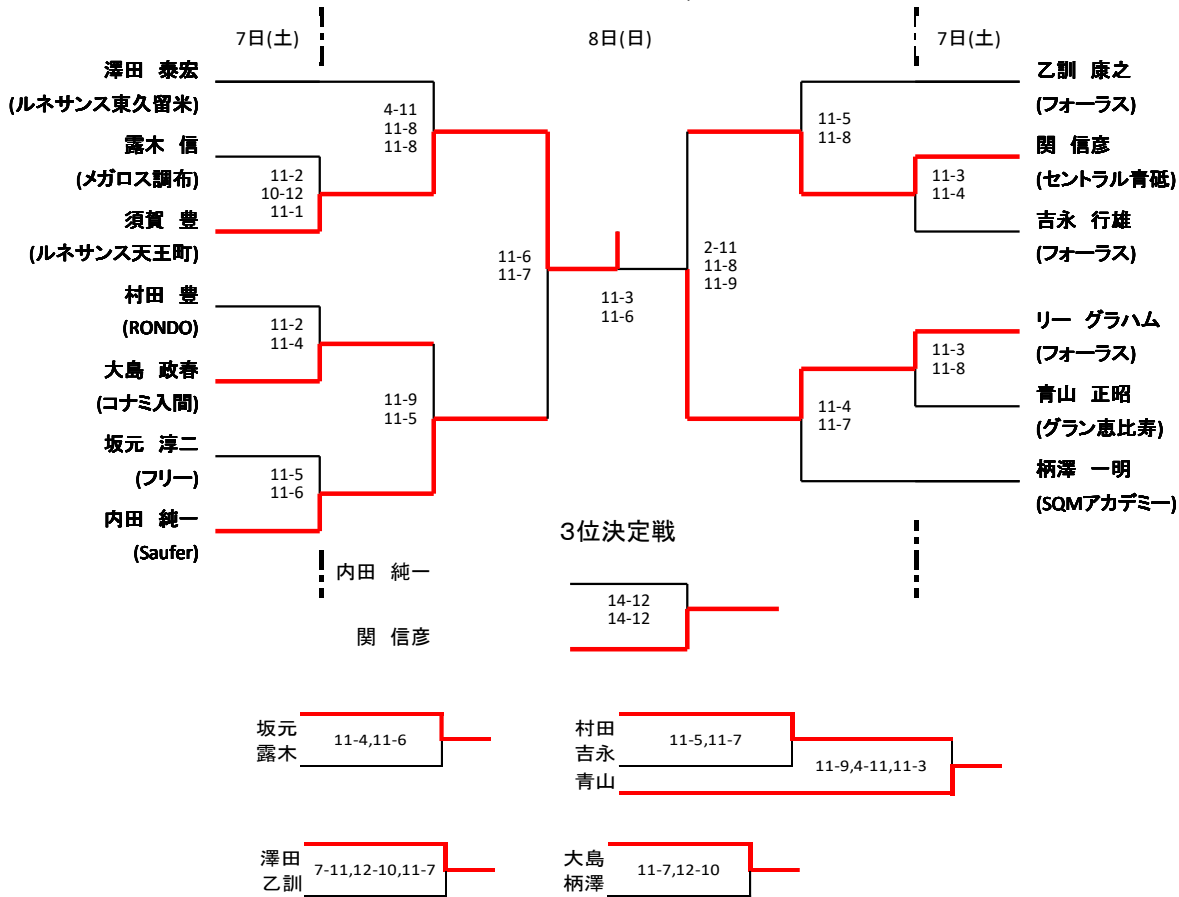 7日(土)
8日(日)
7日(土)
澤田 泰宏
(ルネサンス東久留米)
露木 信
(メガロス調布)
須賀 豊
(ルネサンス天王町)
村田 豊
(RONDO)
大島 政春
(コナミ入間)
坂元 淳二
(フリー)
内田 純一
(Saufer)
4-11
11-8
11-8
11-2
10-12
11-1
11-2
11-4
11-9
11-5
11-5
11-6
11-6
11-7
11-3
11-6
2-11
11-8
11-9
11-5
11-8
11-3
11-4
11-3
11-8
11-4
11-7
乙訓 康之
(フォーラス)
関 信彦
(セントラル青砥)
吉永 行雄
(フォーラス)
リー グラハム
(フォーラス)
青山 正昭
(グラン恵比寿)
柄澤 一明
(SQMアカデミー)
3位決定戦
内田 純一
関 信彦
14-12
14-12
坂元
露木
11-4,11-6
村田
吉永
青山
11-5,11-7
11-9,4-11,11-3
澤田
乙訓
7-11,12-10,11-7
大島
柄澤
11-7,12-10